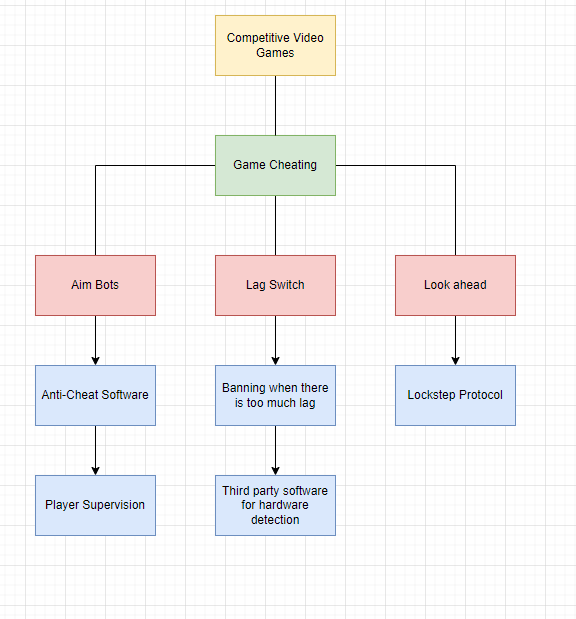 Competitive Video
Games
Game Cheating
Aim Bots
Lag Switch
Look ahead
Anti-Cheat Software
Banning when there
is too much lag
Lockstep Protocol
Player Supervision
Third party software
for hardware
detection